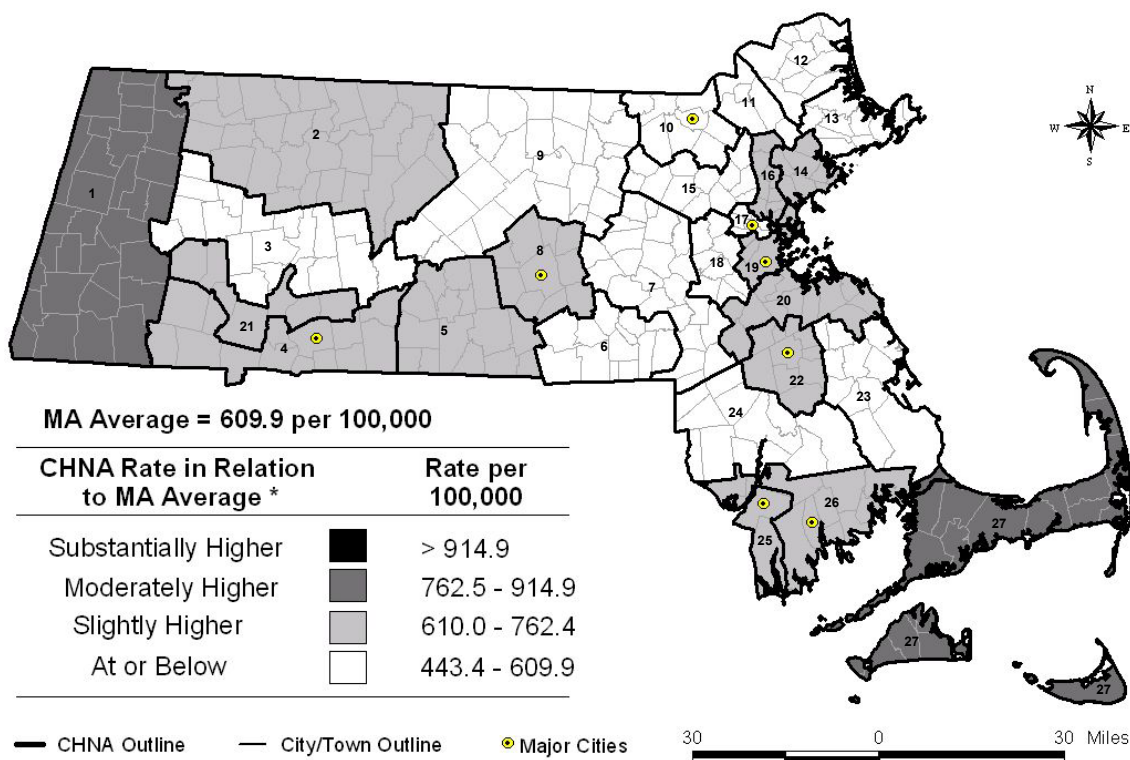 12
11
N
10
13
W E
S
2
9
16
14
15
1
17
3
8
18
19
7
20
21
5
4
6
22
23
24
MA Average = 609.9 per 100,000
CHNA Rate in Relation to MA Average *
Rate per 100,000
26
27
25
Substantially Higher > 914.9
Moderately Higher 762.5 - 914.9
Slightly Higher 610.0 - 762.4
27
At or Below 443.4 - 609.9
27
CHNA Outline City/Town Outline Major Cities
30 0 30 Miles